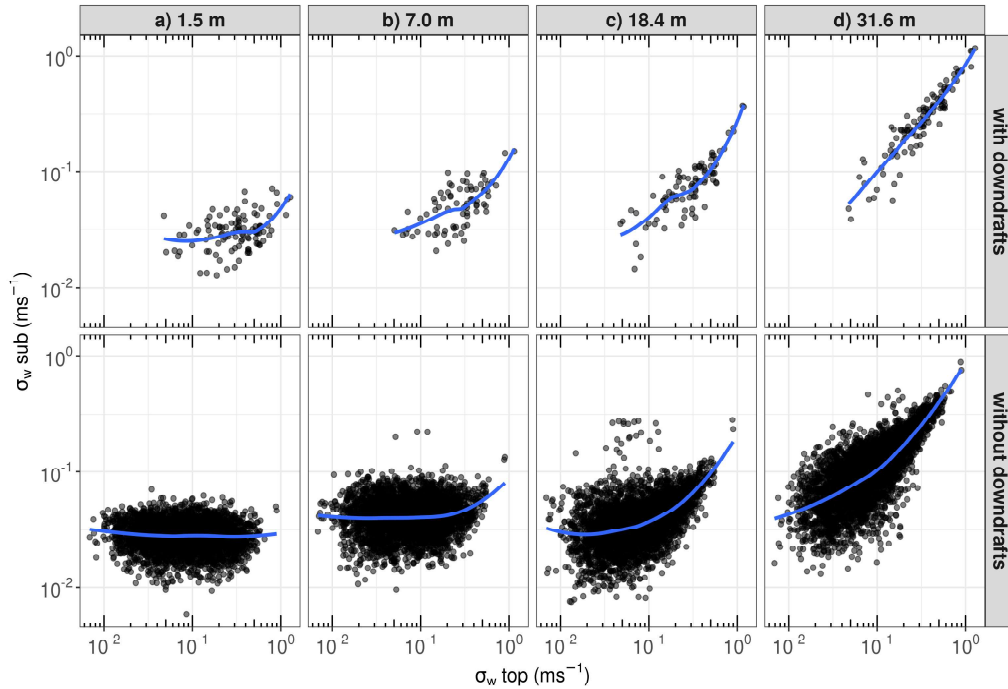 a) 1.5 m b) 7.0 m c) 18.4 m d) 31.6 m
10⁰
10⁻¹
10⁻²
with downdrafts
σw sub (ms⁻¹)
10⁰
10⁻¹
10⁻²
without downdrafts
10 ² 10 ¹ 10⁰ 10 ² 10 ¹ 10⁰ 10 ² 10 ¹ 10⁰ 10 ² 10 ¹ 10⁰
σw top (ms⁻¹)